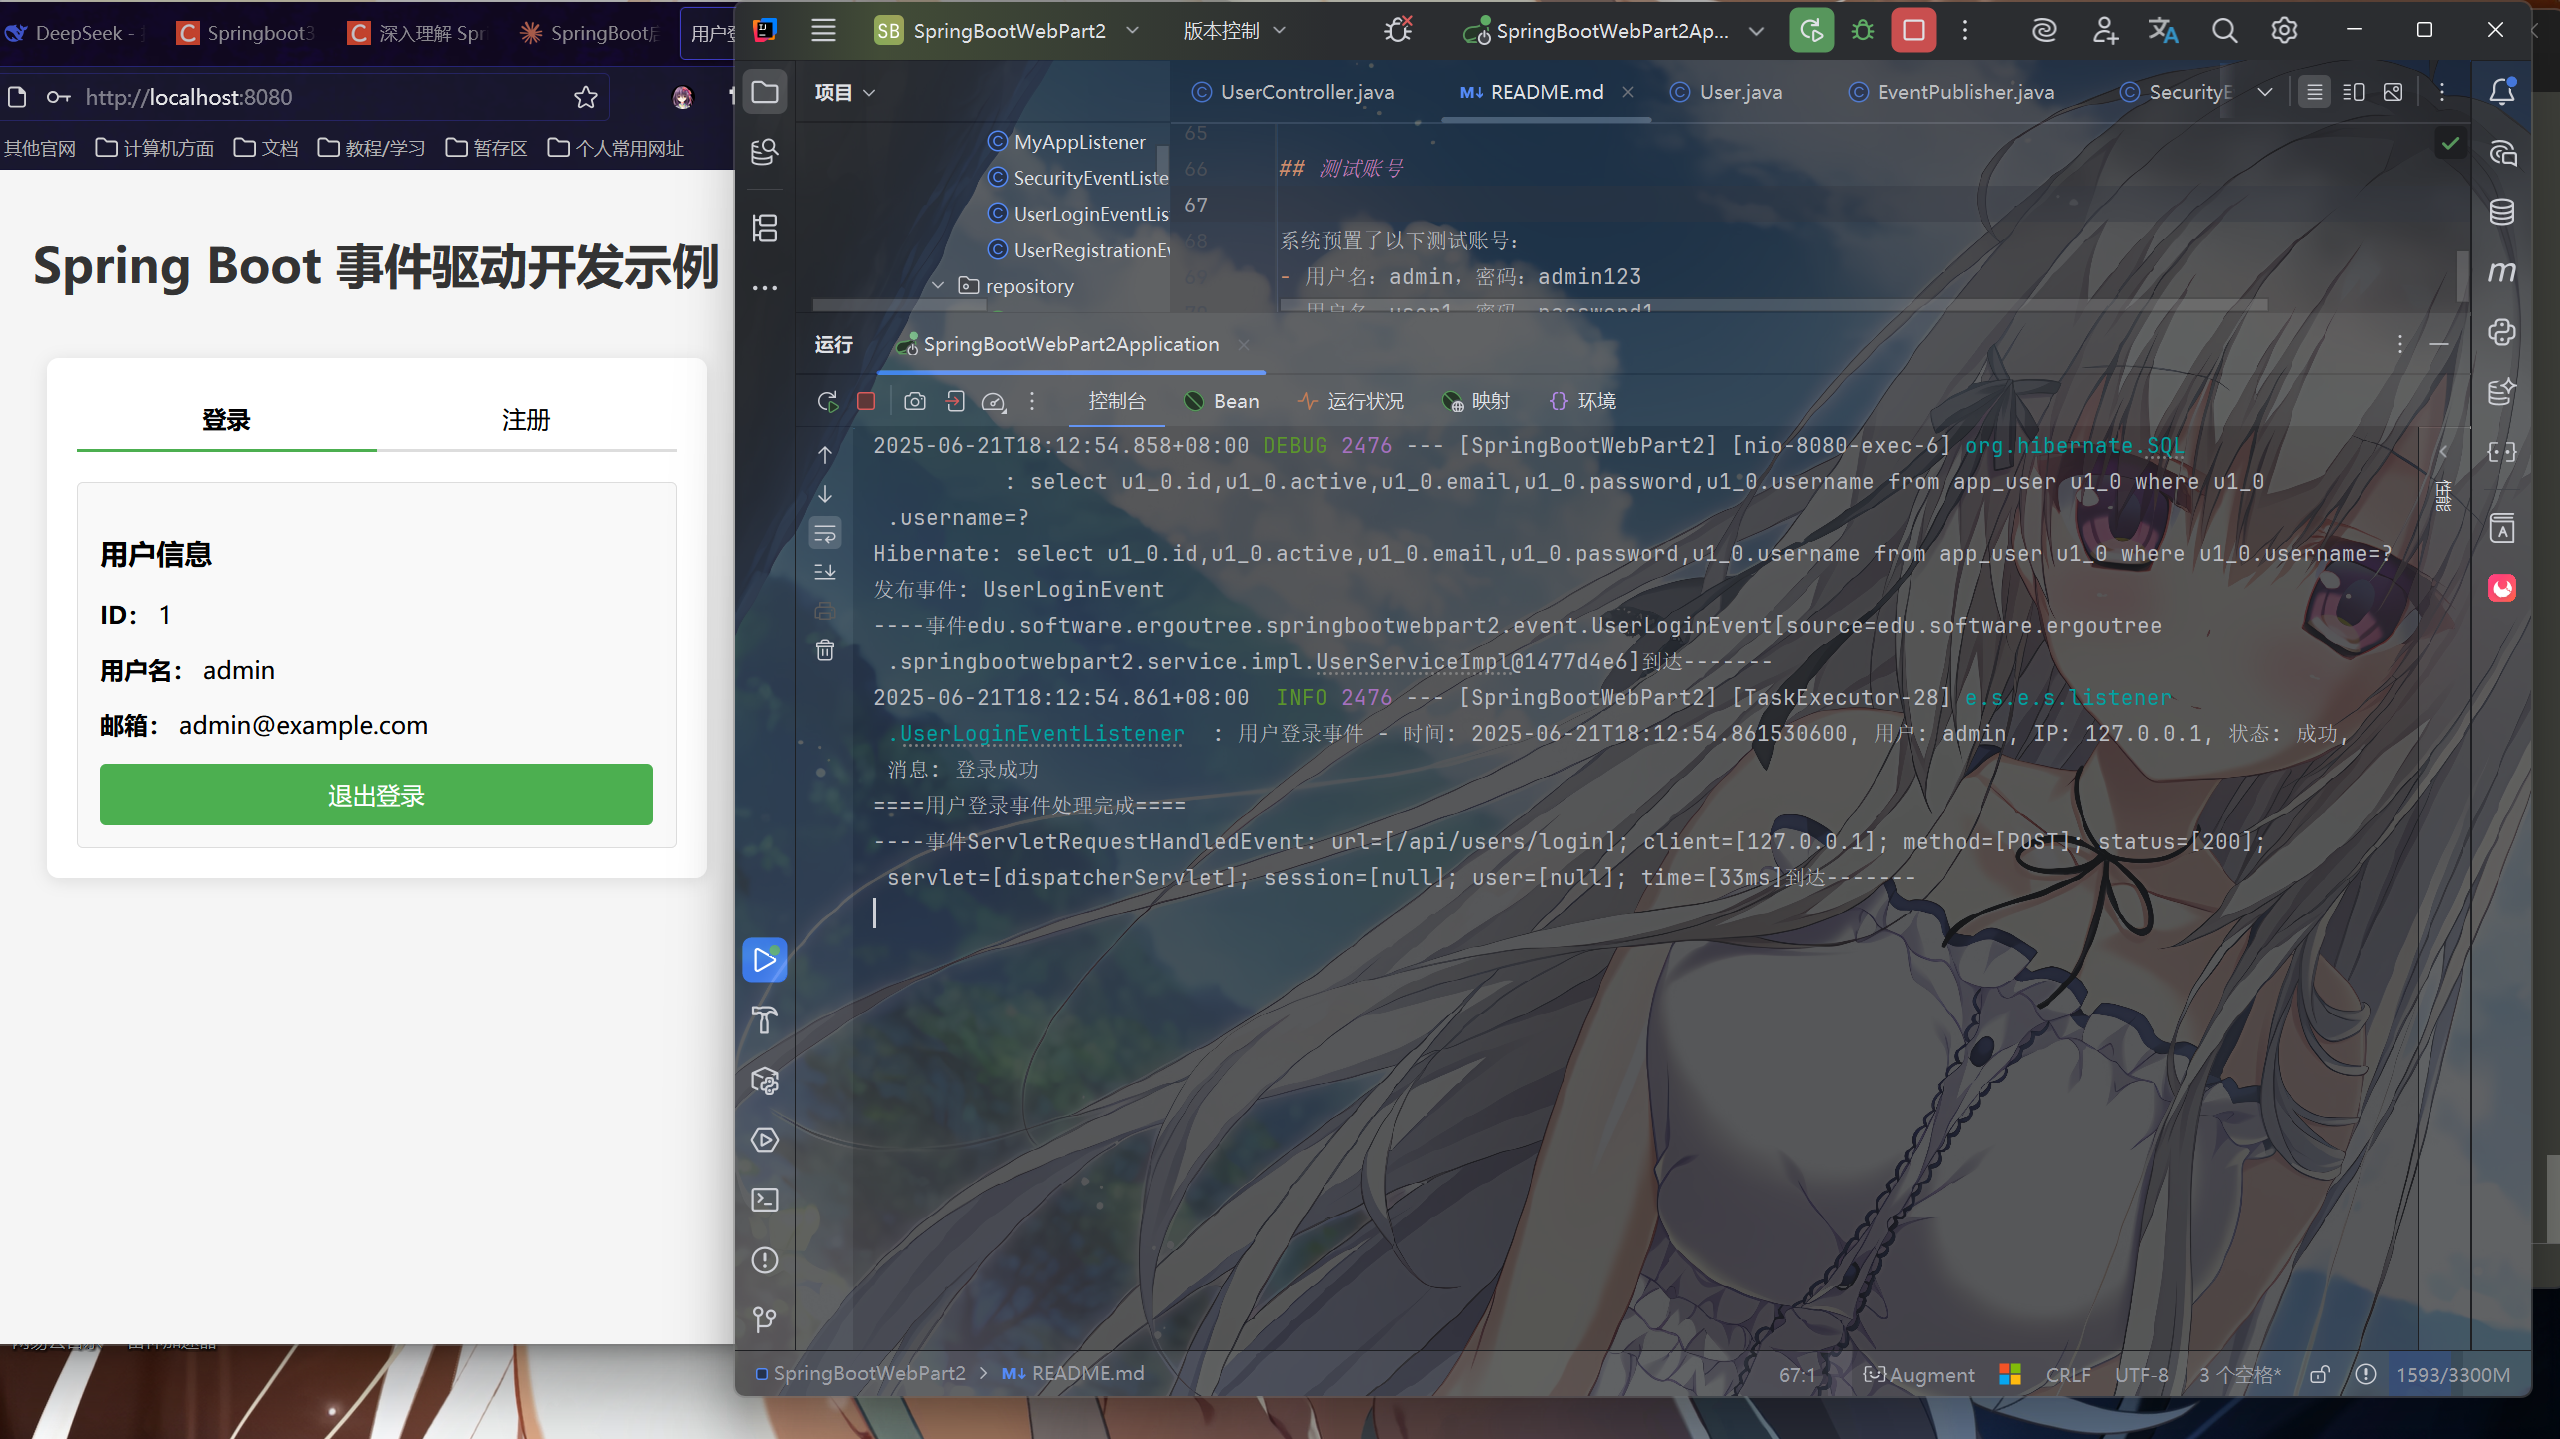 DeepSeek -
Springboot3
深入理解 Spri
SpringBoot后
用户登
http://localhost:8080
其他官网
计算机方面
文档
教程/学习
暂存区
个人常用网址
Spring Boot 事件驱动开发示例
登录
注册
用户信息
ID： 1
用户名： admin
邮箱： admin@example.com
退出登录
SB SpringBootWebPart2
版本控制
SpringBootWebPart2Ap...
项目
UserController.java
M↓ README.md
User.java
EventPublisher.java
SecurityE
MyAppListener
SecurityEventListe
UserLoginEventLis
UserRegistrationEv
repository
65
66
67
68
69
## 测试账号
系统预置了以下测试账号：
- 用户名：admin，密码：admin123
- 用户名：user1，密码：password1
运行
SpringBootWebPart2Application
控制台
Bean
运行状况
映射
环境
性能
2025-06-21T18:12:54.858+08:00 DEBUG 2476 --- [SpringBootWebPart2] [nio-8080-exec-6] org.hibernate.SQL
: select u1_0.id,u1_0.active,u1_0.email,u1_0.password,u1_0.username from app_user u1_0 where u1_0
.username=?
Hibernate: select u1_0.id,u1_0.active,u1_0.email,u1_0.password,u1_0.username from app_user u1_0 where u1_0.username=?
发布事件: UserLoginEvent
----事件edu.software.ergoutree.springbootwebpart2.event.UserLoginEvent[source=edu.software.ergoutree
.springbootwebpart2.service.impl.UserServiceImpl@1477d4e6]到达-------
2025-06-21T18:12:54.861+08:00  INFO 2476 --- [SpringBootWebPart2] [TaskExecutor-28] e.s.e.s.listener
.UserLoginEventListener  : 用户登录事件 - 时间: 2025-06-21T18:12:54.861530600, 用户: admin, IP: 127.0.0.1, 状态: 成功,
消息: 登录成功
====用户登录事件处理完成====
----事件ServletRequestHandledEvent: url=[/api/users/login]; client=[127.0.0.1]; method=[POST]; status=[200];
servlet=[dispatcherServlet]; session=[null]; user=[null]; time=[33ms]到达-------
SpringBootWebPart2 > M↓ README.md
67:1
Augment
CRLF
UTF-8
3 个空格*
1593/3300M